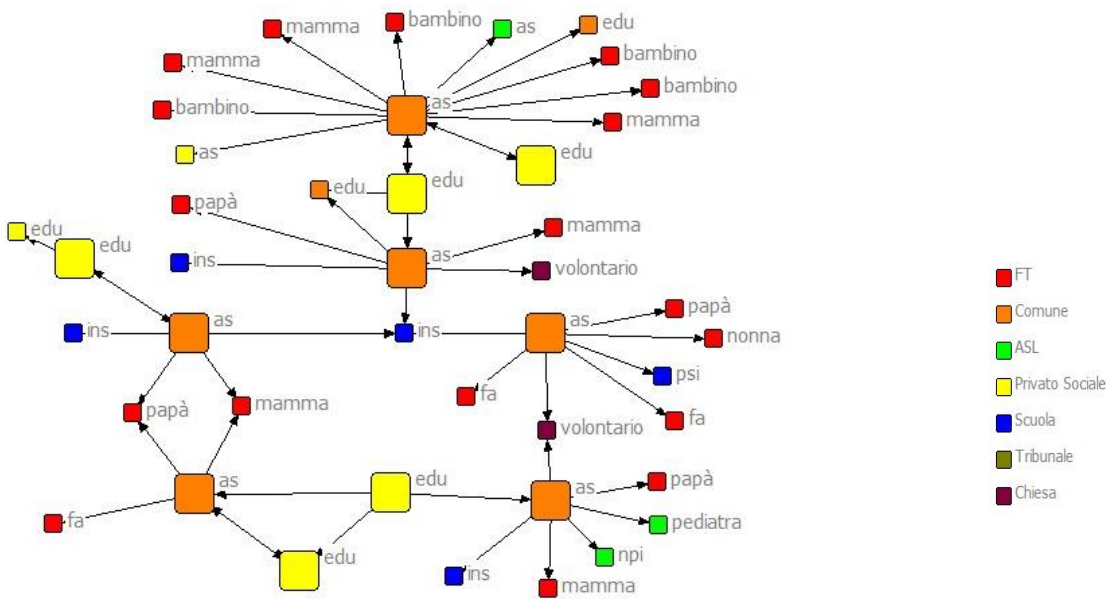 bambino
as
edu
mamma
bambino
mamma
bambino
bambino
as
mamma
as
edu
edu
edu
papà
mamma
edu
edu
as
ins
volontario
FT
papà
Comune
ins
as
ins
as
nonna
ASL
psi
Privato Sociale
fa
mamma
papà
fa
Scuola
volontario
Tribunale
as
edu
as
papà
Chiesa
fa
pediatra
edu
npi
ins
mamma